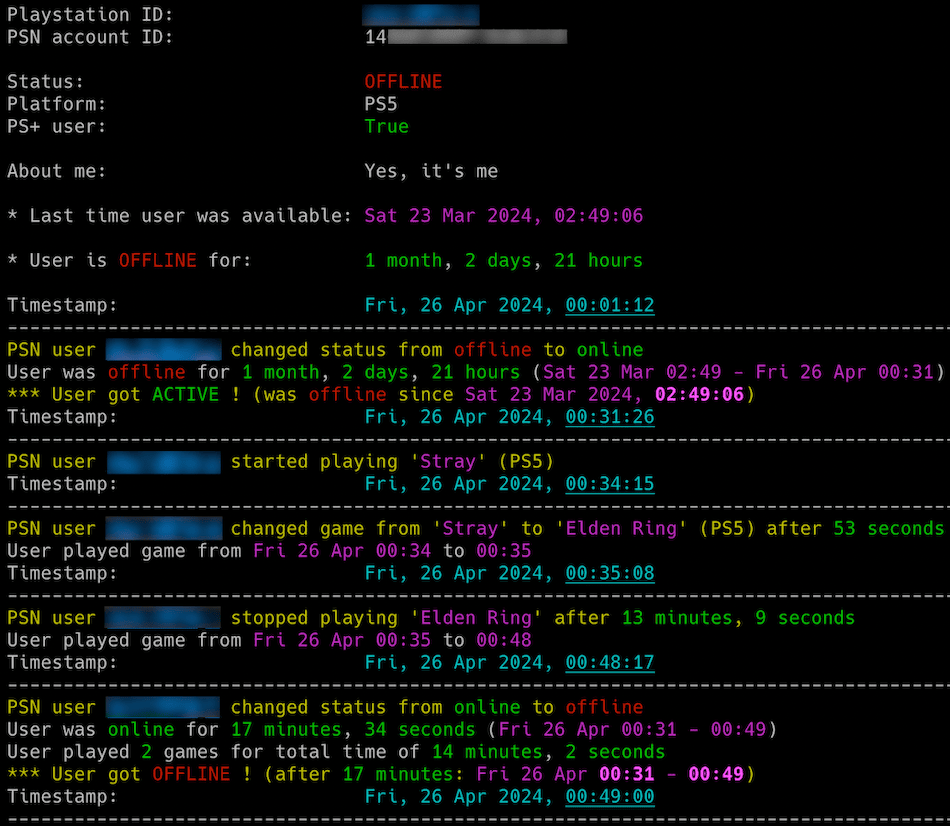 Playstation ID:
PSN account ID: 14
Status: OFFLINE
Platform: PS5
PS+ user: True
About me: Yes, it's me
* Last time user was available: Sat 23 Mar 2024, 02:49:06
* User is OFFLINE for: 1 month, 2 days, 21 hours
Timestamp: Fri, 26 Apr 2024, 00:01:12
PSN user changed status from offline to online
User was offline for 1 month, 2 days, 21 hours (Sat 23 Mar 02:49 - Fri 26 Apr 00:31)
*** User got ACTIVE ! (was offline since Sat 23 Mar 2024, 02:49:06)
Timestamp: Fri, 26 Apr 2024, 00:31:26
PSN user started playing 'Stray' (PS5)
Timestamp: Fri, 26 Apr 2024, 00:34:15
PSN user changed game from 'Stray' to 'Elden Ring' (PS5) after 53 seconds
User played game from Fri 26 Apr 00:34 to 00:35
Timestamp: Fri, 26 Apr 2024, 00:35:08
PSN user stopped playing 'Elden Ring' after 13 minutes, 9 seconds
User played game from Fri 26 Apr 00:35 to 00:48
Timestamp: Fri, 26 Apr 2024, 00:48:17
PSN user changed status from online to offline
User was online for 17 minutes, 34 seconds (Fri 26 Apr 00:31 - 00:49)
User played 2 games for total time of 14 minutes, 2 seconds
*** User got OFFLINE ! (after 17 minutes: Fri 26 Apr 00:31 - 00:49)
Timestamp: Fri, 26 Apr 2024, 00:49:00